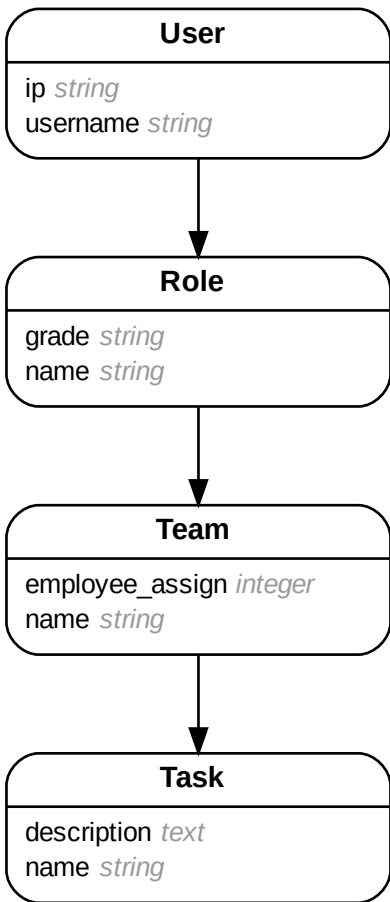 User
ip string
username string
Role
grade string
name string
Team
employee_assign integer
name string
Task
description text
name string